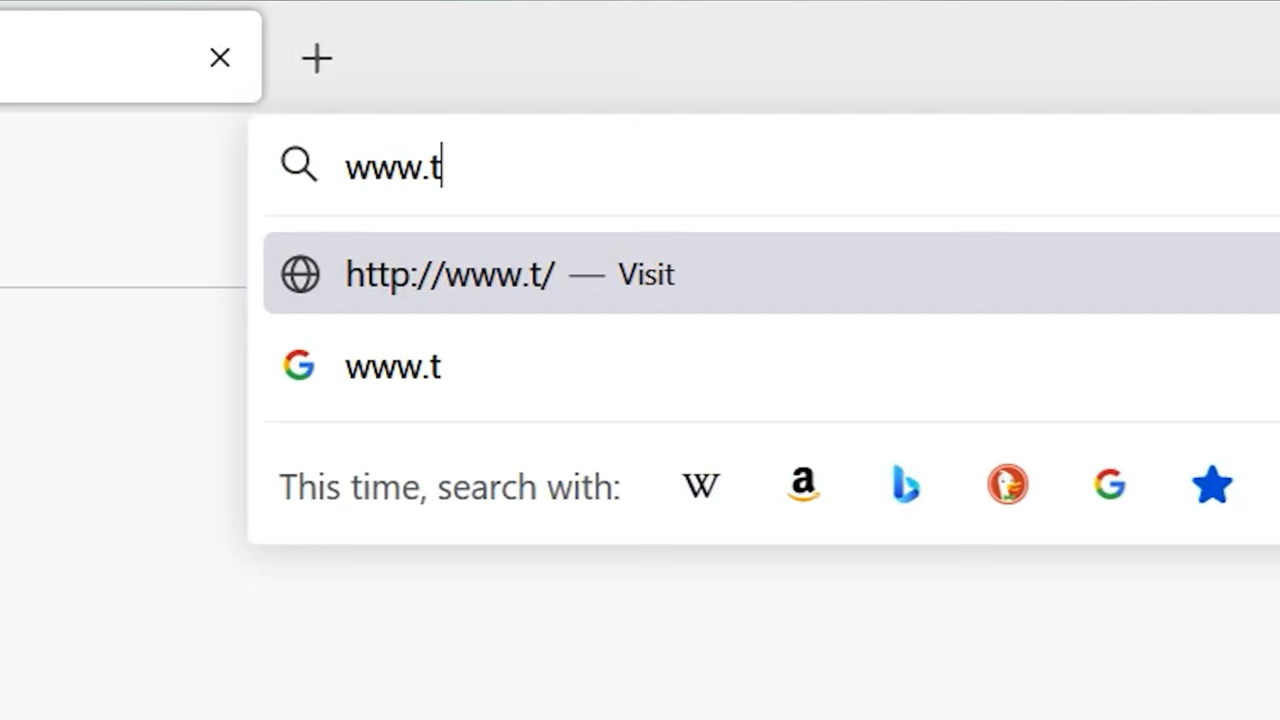 www.t
http://www.t/ — Visit
www.t
This time, search with: